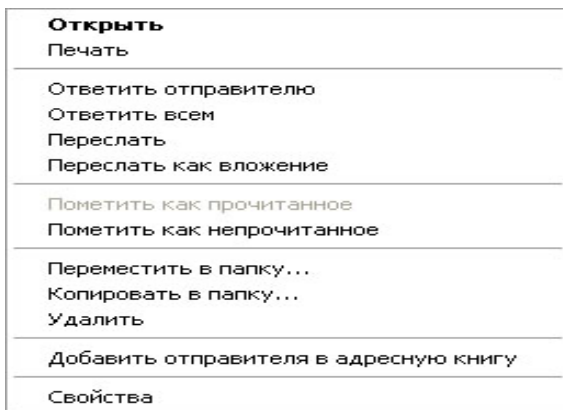 Открыть
Печать
Ответить отправителю
Ответить всем
Переслать
Переслать как вложение
Пометить как прочитанное
Пометить как непрочитанное
Переместить в папку...
Копировать в папку...
Удалить
Добавить отправителя в адресную книгу
Свойства